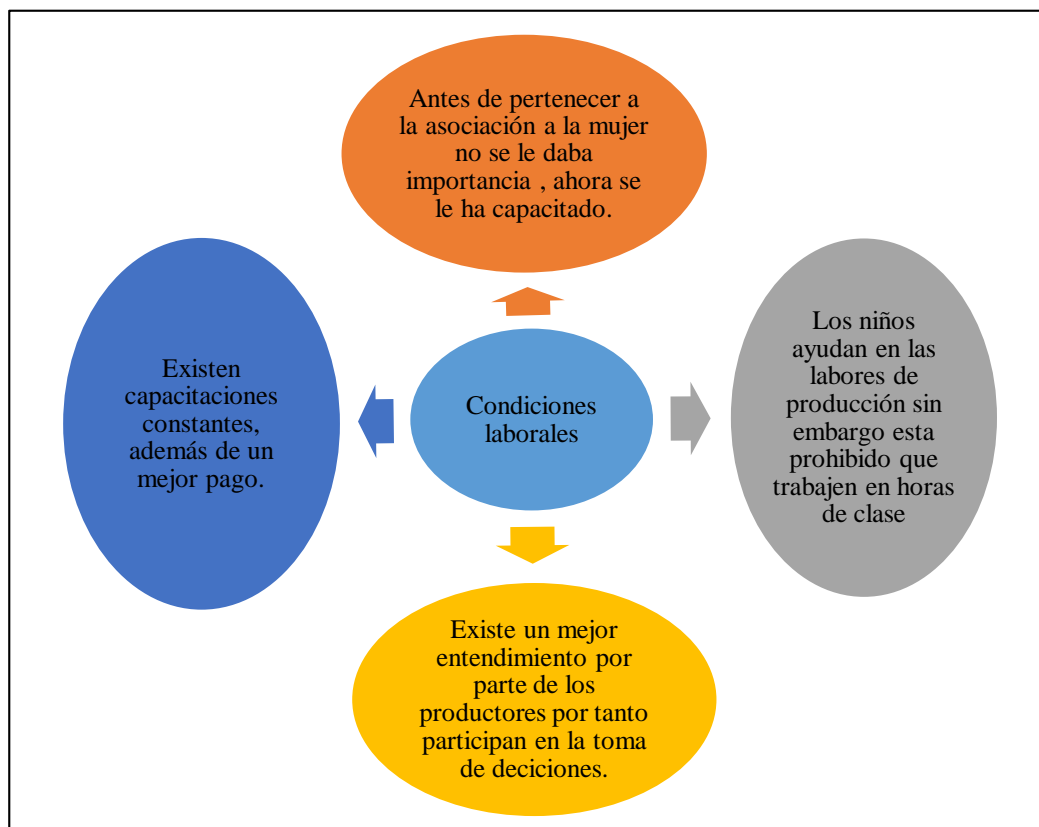 Antes de pertenecer a
la asociación a la mujer
no se le daba
importancia , ahora se
le ha capacitado.
Existen
capacitaciones
constantes,
además de un
mejor pago.
Condiciones
laborales
Los niños
ayudan en las
labores de
producción sin
embargo esta
prohibido que
trabajen en horas
de clase
Existe un mejor
entendimiento por
parte de los
productores por tanto
participan en la toma
de deciciones.